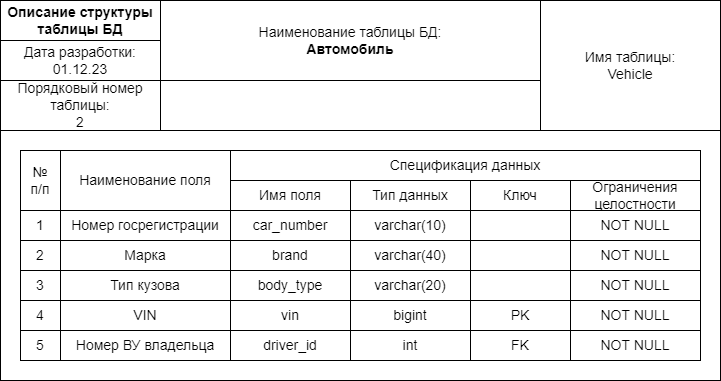 Описание структуры
таблицы БД
Дата разработки:
01.12.23
Порядковый номер
таблицы:
2
Наименование таблицы БД:
Автомобиль
Имя таблицы:
Vehicle
№
п/п
Наименование поля
Спецификация данных
Имя поля
Тип данных
Ключ
Ограничения
целостности
1 Номер госрегистрации car_number varchar(10) NOT NULL
2 Марка brand varchar(40) NOT NULL
3 Тип кузова body_type varchar(20) NOT NULL
4 VIN vin bigint PK NOT NULL
5 Номер ВУ владельца driver_id int FK NOT NULL